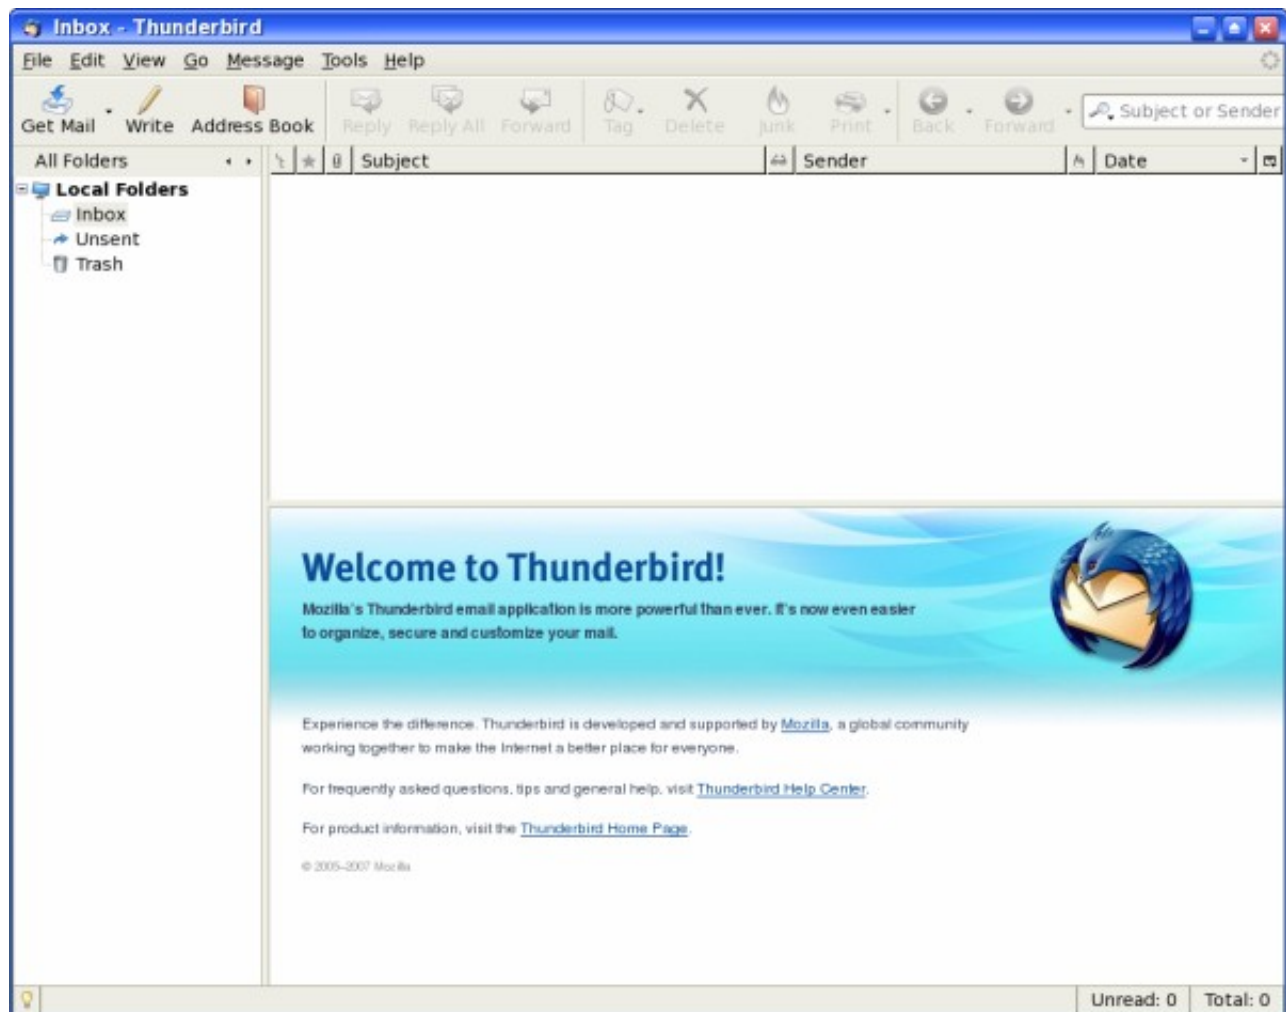 Inbox - Thunderbird
File Edit View Go Message Tools Help
Get Mail Write Address Book Reply Reply All Forward Tag Delete Junk Print Back Forward Subject or Sender
All Folders Subject Sender Date
Local Folders
Inbox
Unsent
Trash
Welcome to Thunderbird!
Mozilla's Thunderbird email application is more powerful than ever. It's now even easier
to organize, secure and customize your mail.
Experience the difference. Thunderbird is developed and supported by Mozilla, a global community
working together to make the Internet a better place for everyone.
For frequently asked questions, tips and general help, visit Thunderbird Help Center.
For product information, visit the Thunderbird Home Page.
© 2005–2007 Mozilla
Unread: 0 Total: 0